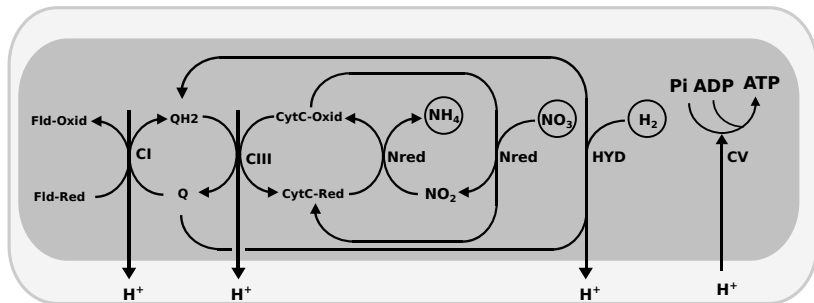 Pi ADP ATP
Fld-Oxid QH2 CytC-Oxid NH₄ NO₃ H₂
CI CIII Nred Nred HYD CV
Fld-Red Q CytC-Red NO₂
H⁺ H⁺ H⁺ H⁺